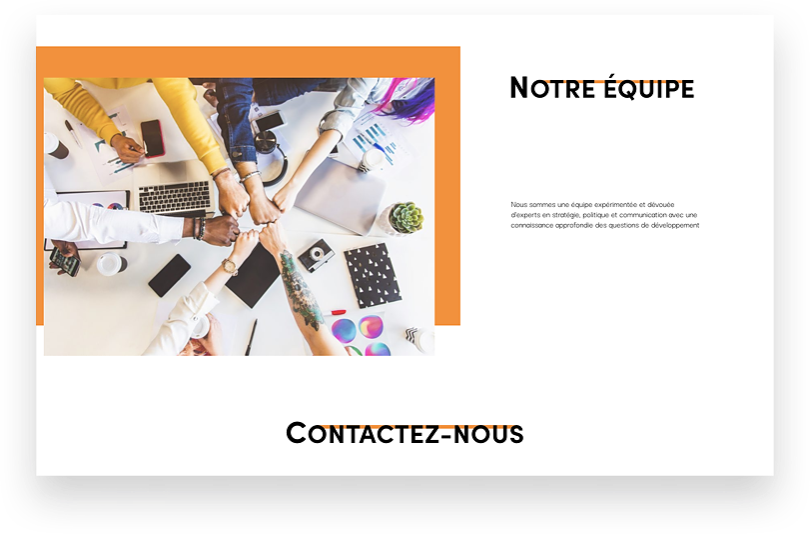 NOTRE ÉQUIPE
Nous sommes une équipe expérimentée et dévouée
d'experts en stratégie, politique et communication avec une
connaissance approfondie des questions de développement
CONTACTEZ-NOUS